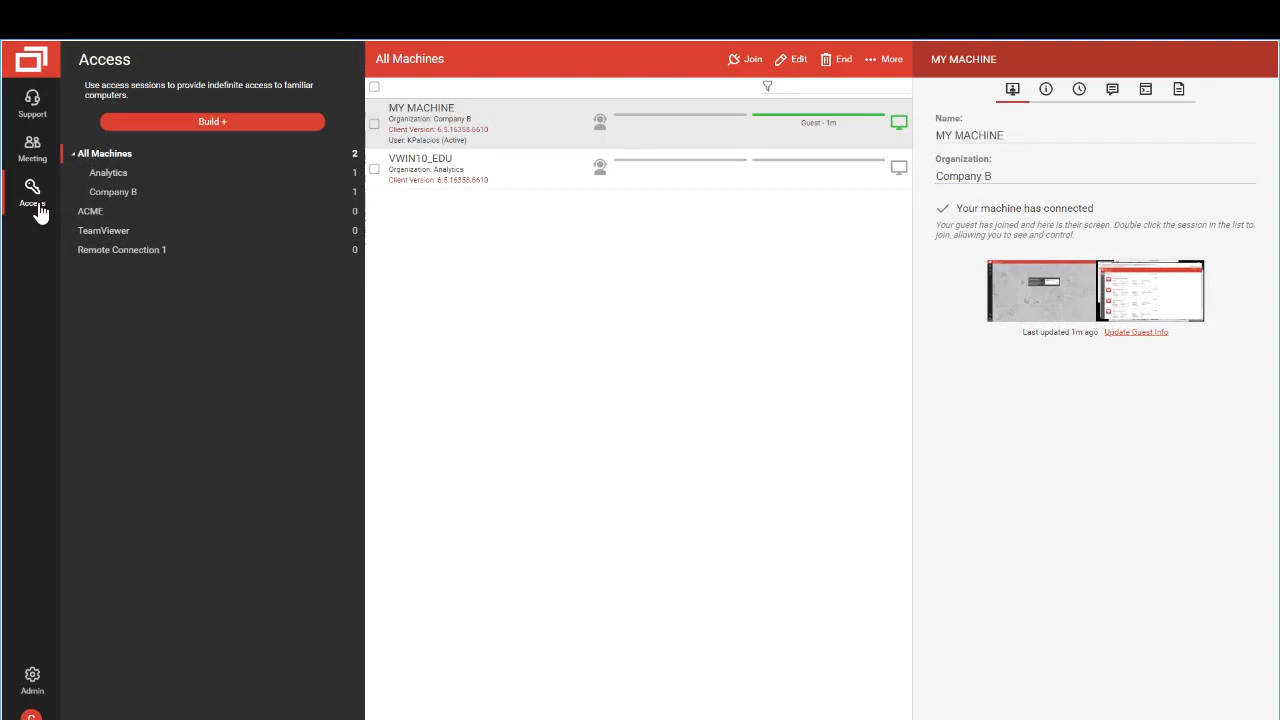 Access
Use access sessions to provide indefinite access to familiar
computers.
Build +
All Machines 2
Analytics 1
Company B 1
ACME 0
TeamViewer 0
Remote Connection 1 0
Support
Meeting
Access
Admin
C
All Machines
Join
Edit
End
More
MY MACHINE
Organization: Company B
Client Version: 6.5.16358.6610
User: KPalacios (Active)
Guest - 1m
VWIN10_EDU
Organization: Analytics
Client Version: 6.5.16358.6610
MY MACHINE
Name:
MY MACHINE
Organization:
Company B
Your machine has connected
Your guest has joined and here is their screen. Double click the session in the list to
join, allowing you to see and control.
Last updated 1m ago Update Guest Info